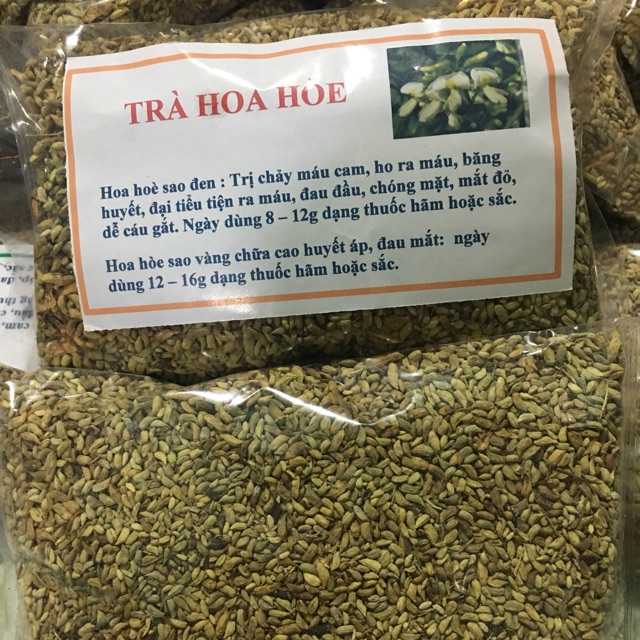 TRÀ HOA HÒE
Hoa hoè sao đen : Trị chảy máu cam, ho ra máu, băng
huyết, đại tiểu tiện ra máu, đau đầu, chóng mặt, mắt đỏ,
dễ cáu gắt. Ngày dùng 8 – 12g dạng thuốc hãm hoặc sắc.
Hoa hòe sao vàng chữa cao huyết áp, đau mắt: ngày
dùng 12 – 16g dạng thuốc hãm hoặc sắc.